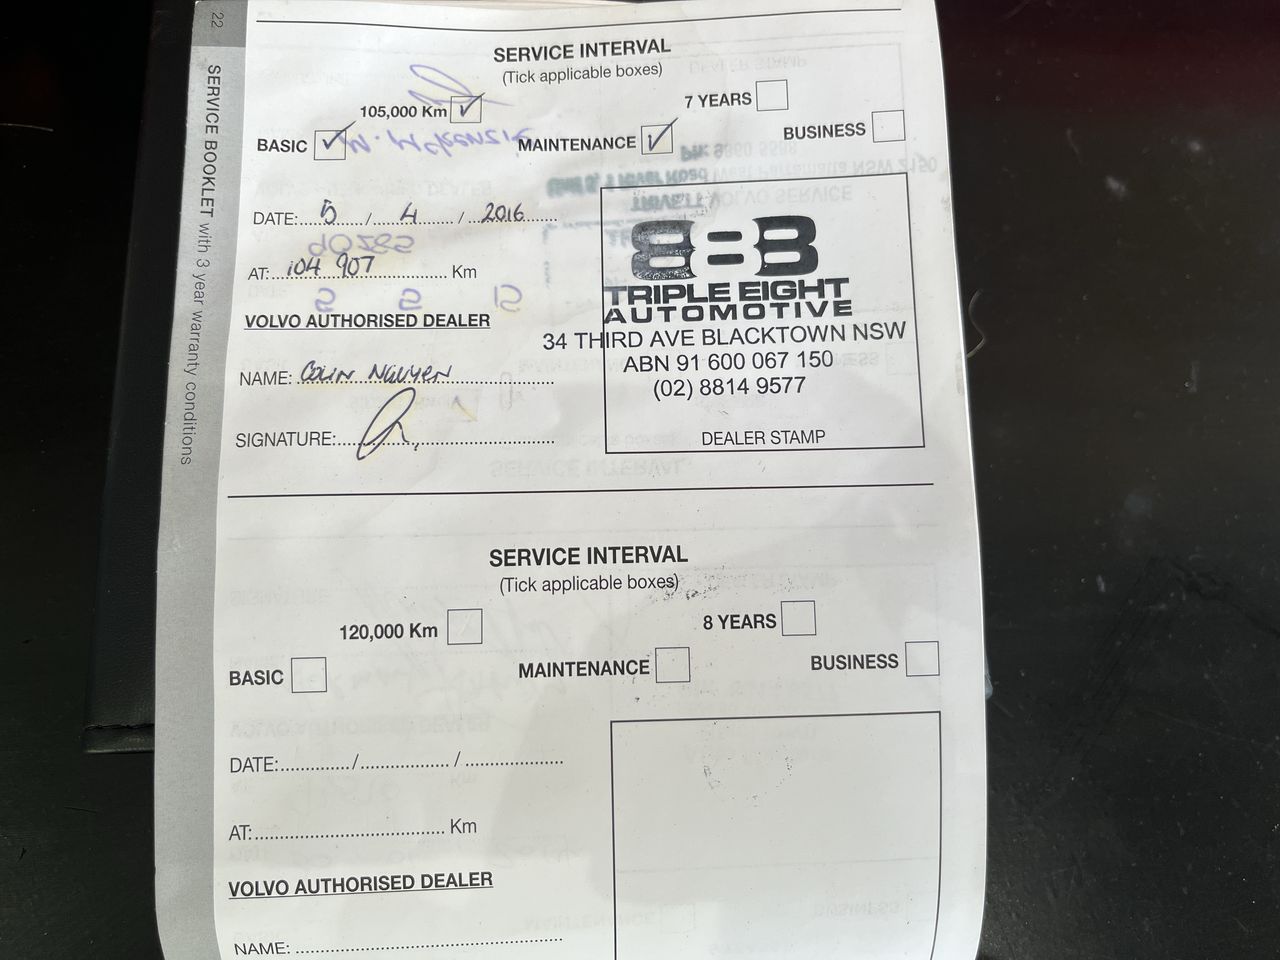 22
SERVICE BOOKLET with 3 year warranty conditions
SERVICE INTERVAL
(Tick applicable boxes)
105,000 Km ✓ 7 YEARS
BASIC ✓ MAINTENANCE ✓ BUSINESS
DATE: 5 / 4 / 2016
AT: 104 907 Km
VOLVO AUTHORISED DEALER
NAME: COLIN NGUYEN
SIGNATURE:
888
TRIPLE EIGHT
AUTOMOTIVE
34 THIRD AVE BLACKTOWN NSW
ABN 91 600 067 150
(02) 8814 9577
DEALER STAMP
SERVICE INTERVAL
(Tick applicable boxes)
120,000 Km 8 YEARS
BASIC MAINTENANCE BUSINESS
DATE:............/................/..................
AT:.................................. Km
VOLVO AUTHORISED DEALER
NAME: